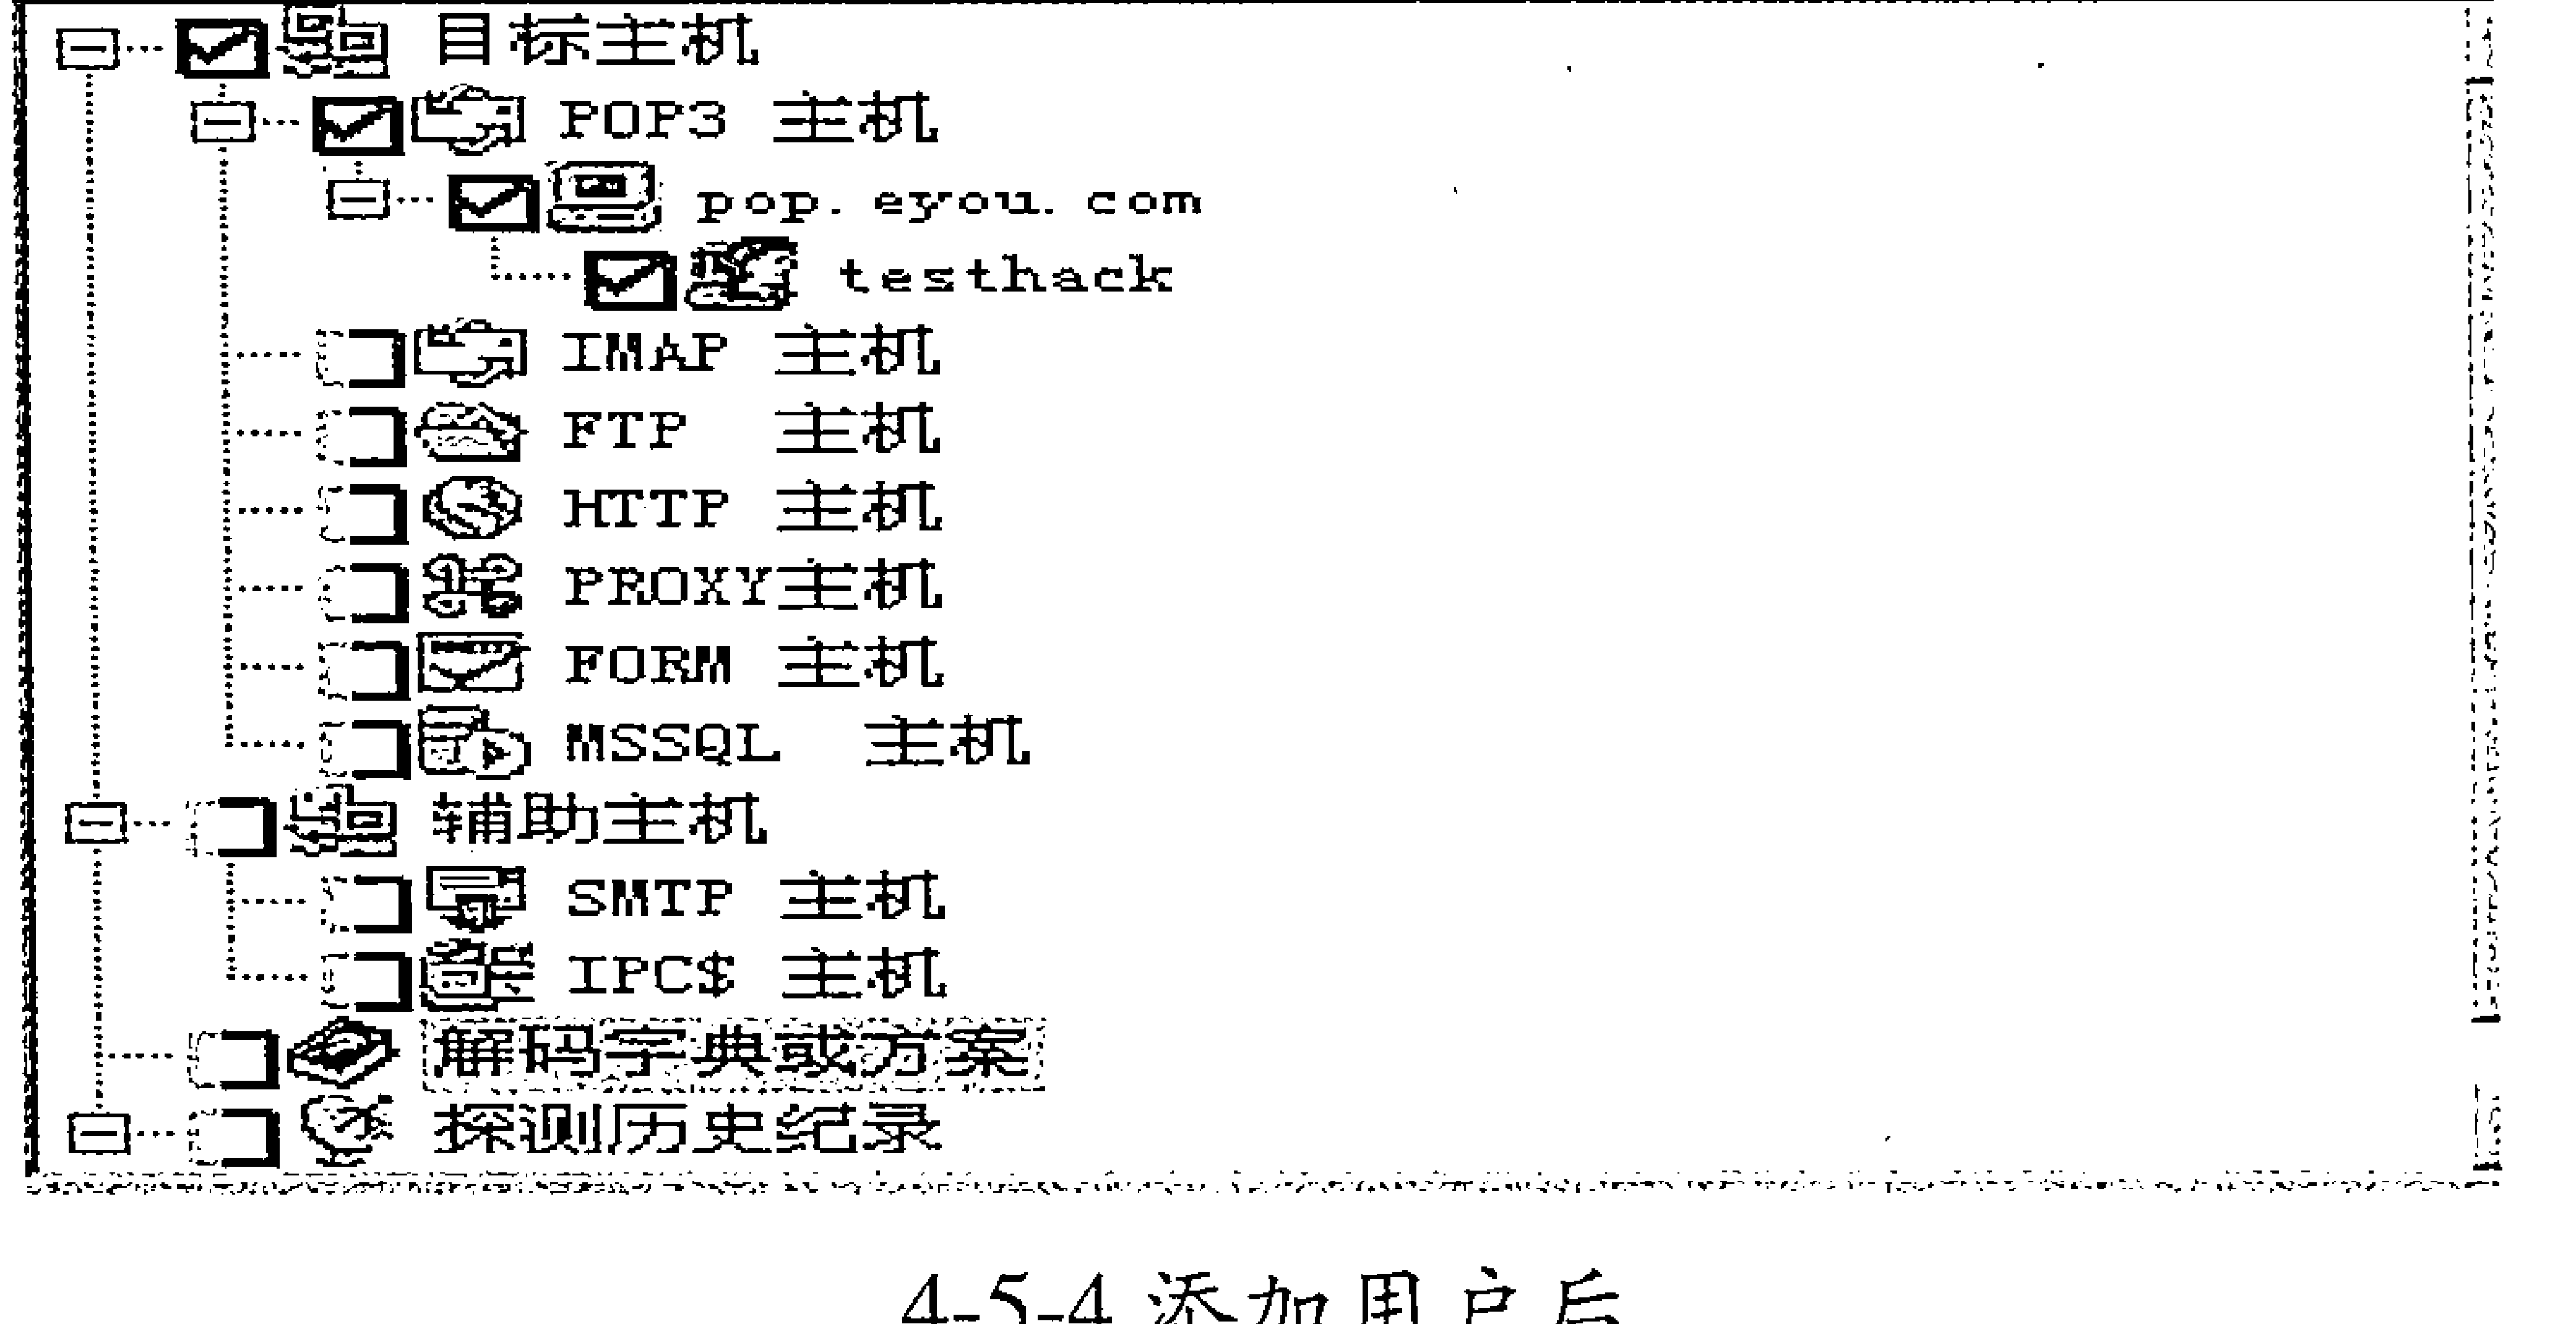 目标主机
POP3 主机
pop.eyou.com
testhack
IMAP 主机
FTP 主机
HTTP 主机
PROXY主机
FORM 主机
MSSQL 主机
辅助主机
SMTP 主机
IPC$ 主机
解码字典或方案
探测历史纪录
4-5-4 添加用户后